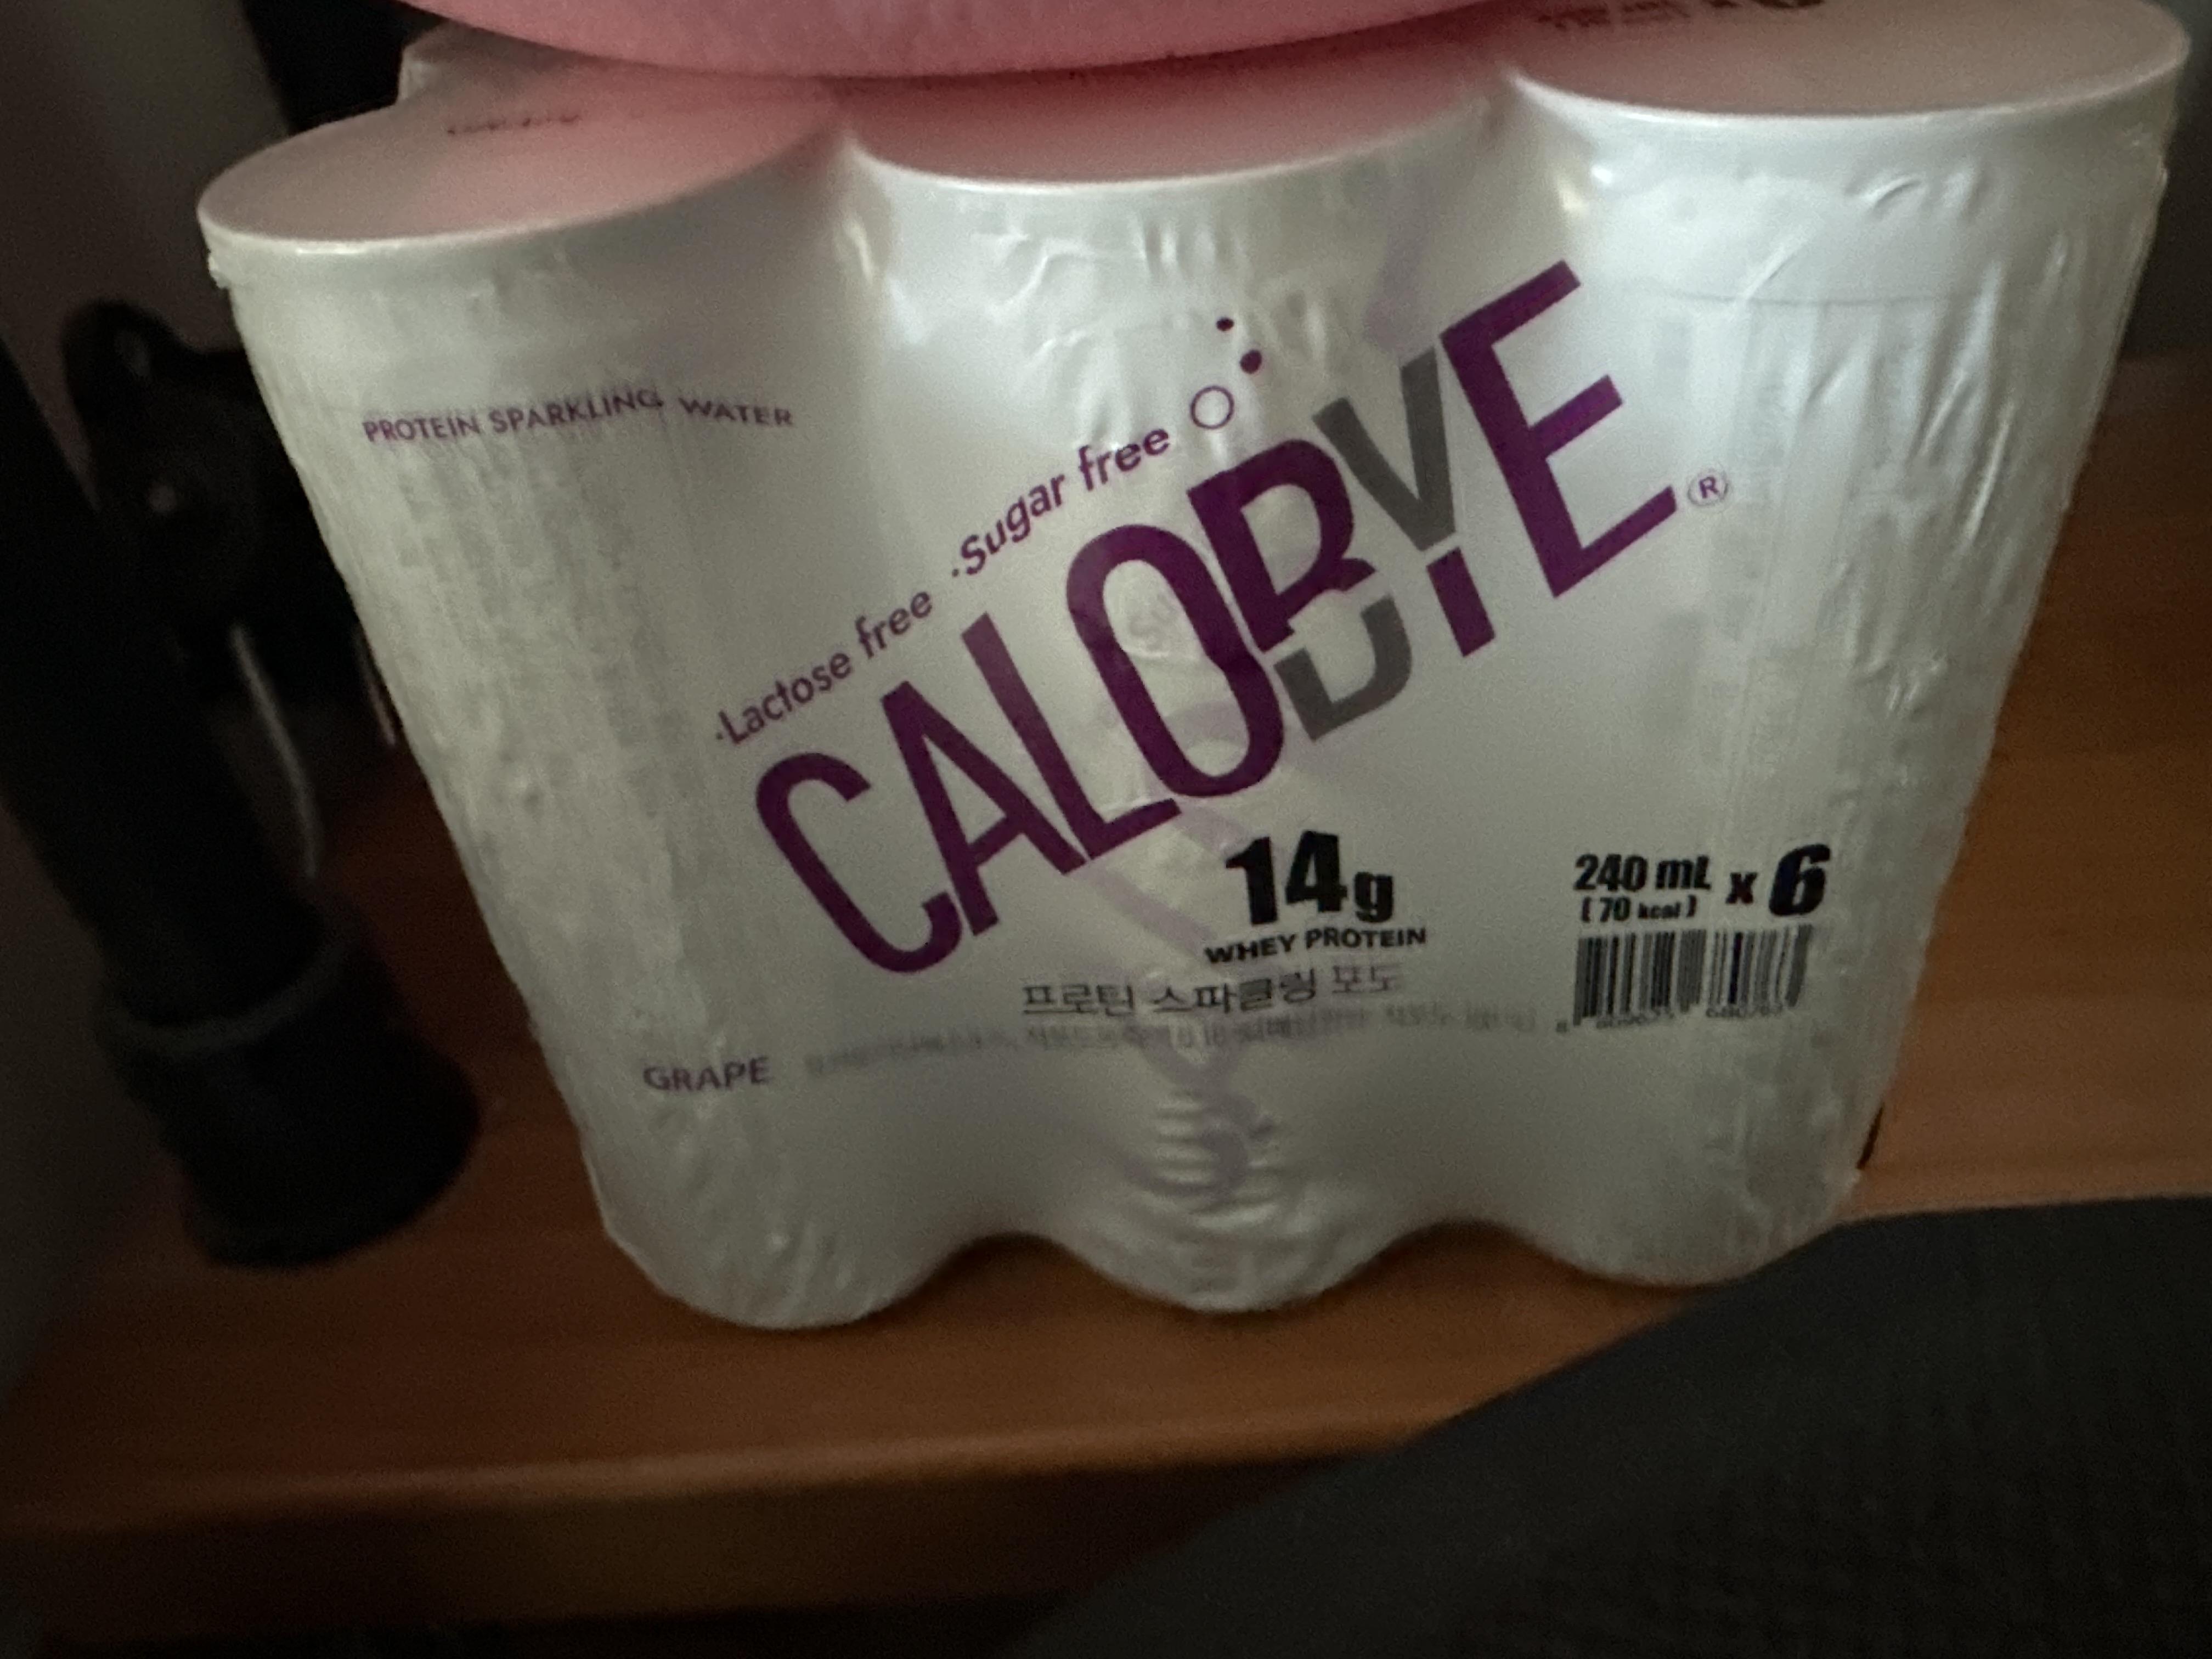 PROTEIN SPARKLING WATER
·Lactose free ·Sugar free
CALOBYE®
14g
WHEY PROTEIN
240 mL x 6
(70 kcal)
프로틴 스파클링 포도
GRAPE